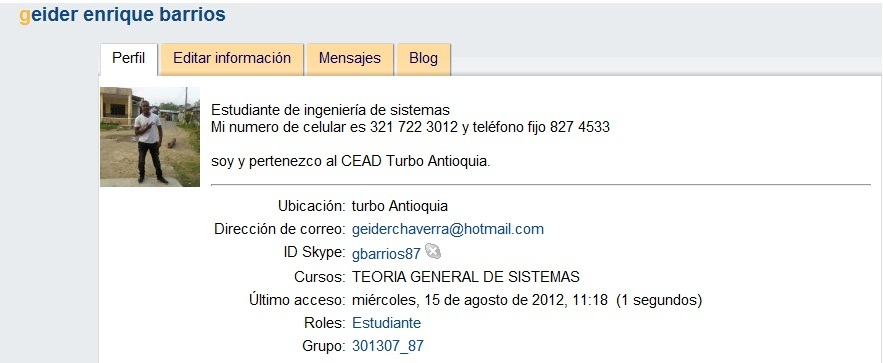 geider enrique barrios
Perfil
Editar información
Mensajes
Blog
Estudiante de ingeniería de sistemas
Mi numero de celular es 321 722 3012 y teléfono fijo 827 4533
soy y pertenezco al CEAD Turbo Antioquia.
Ubicación: turbo Antioquia
Dirección de correo: geiderchaverra@hotmail.com
ID Skype: gbarrios87
Cursos: TEORIA GENERAL DE SISTEMAS
Último acceso: miércoles, 15 de agosto de 2012, 11:18 (1 segundos)
Roles: Estudiante
Grupo: 301307_87